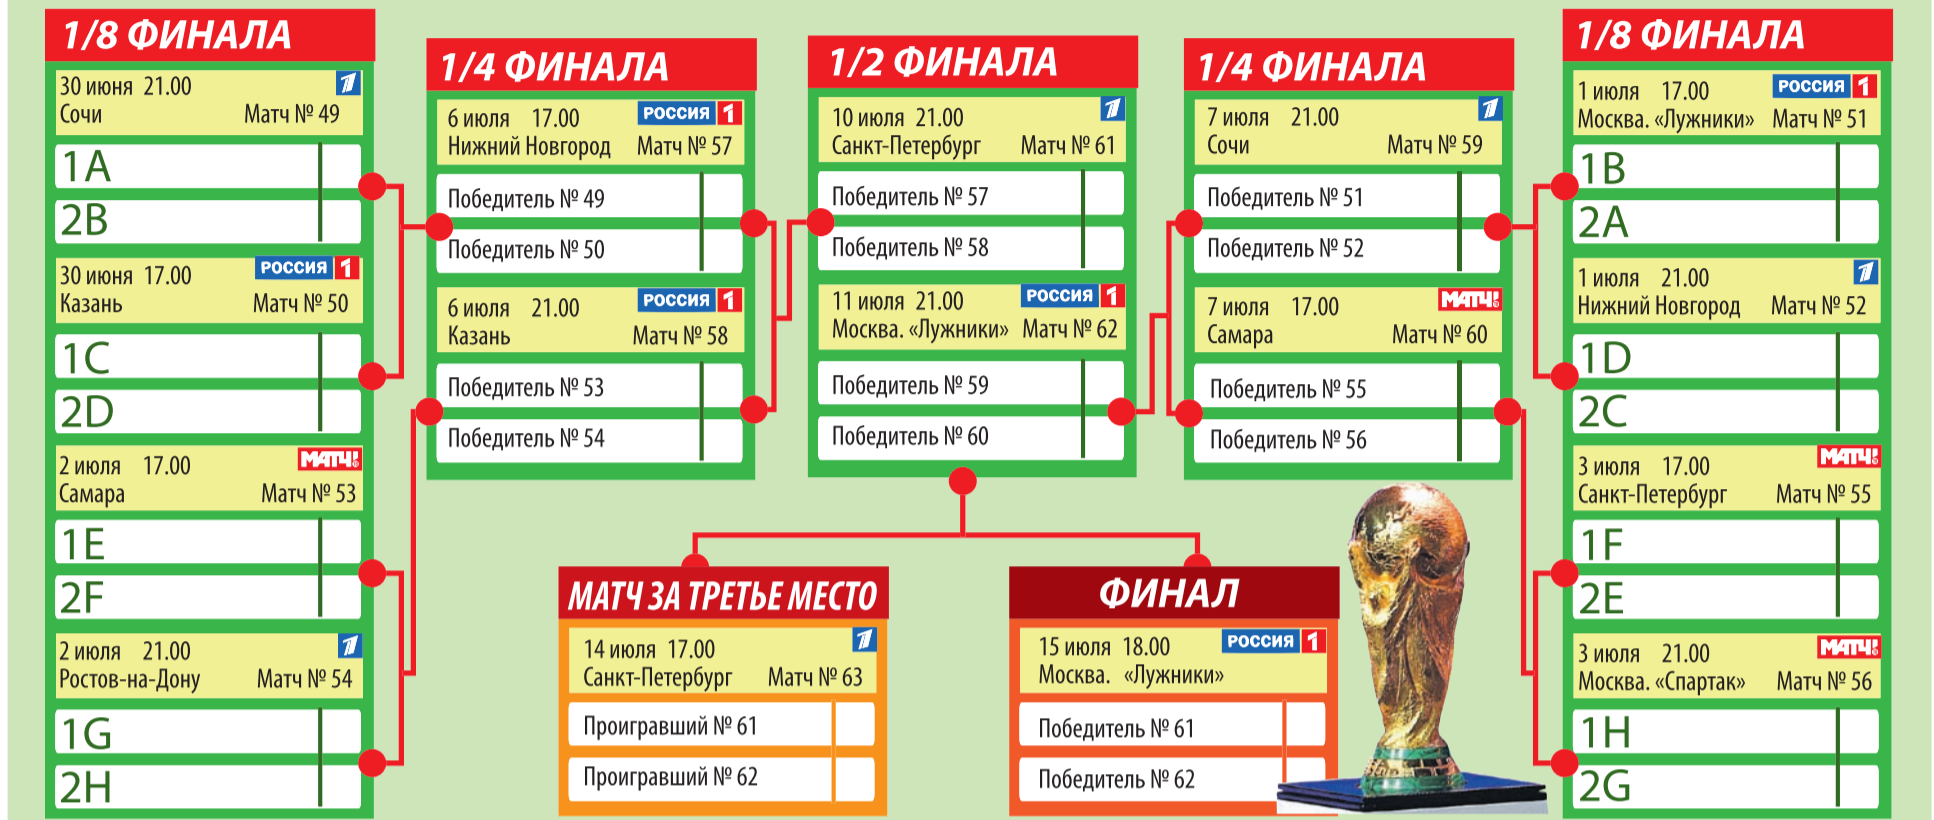 1/8 ФИНАЛА
30 июня 21.00
Сочи Матч № 49
1A
2B
30 июня 17.00 РОССИЯ 1
Казань Матч № 50
1C
2D
2 июля 17.00 МАТЧ!
Самара Матч № 53
1E
2F
2 июля 21.00
Ростов-на-Дону Матч № 54
1G
2H
1/4 ФИНАЛА
6 июля 17.00 РОССИЯ 1
Нижний Новгород Матч № 57
Победитель № 49
Победитель № 50
6 июля 21.00 РОССИЯ 1
Казань Матч № 58
Победитель № 53
Победитель № 54
1/2 ФИНАЛА
10 июля 21.00 1
Санкт-Петербург Матч № 61
Победитель № 57
Победитель № 58
11 июля 21.00 РОССИЯ 1
Москва. «Лужники» Матч № 62
Победитель № 59
Победитель № 60
1/4 ФИНАЛА
7 июля 21.00 1
Сочи Матч № 59
Победитель № 51
Победитель № 52
7 июля 17.00 МАТЧ!
Самара Матч № 60
Победитель № 55
Победитель № 56
1/8 ФИНАЛА
1 июля 17.00 РОССИЯ 1
Москва. «Лужники» Матч № 51
1B
2A
1 июля 21.00 1
Нижний Новгород Матч № 52
1D
2C
3 июля 17.00 МАТЧ!
Санкт-Петербург Матч № 55
1F
2E
3 июля 21.00 МАТЧ!
Москва. «Спартак» Матч № 56
1H
2G
МАТЧ ЗА ТРЕТЬЕ МЕСТО
14 июля 17.00 1
Санкт-Петербург Матч № 63
Проигравший № 61
Проигравший № 62
ФИНАЛ
15 июля 18.00 РОССИЯ 1
Москва. «Лужники»
Победитель № 61
Победитель № 62